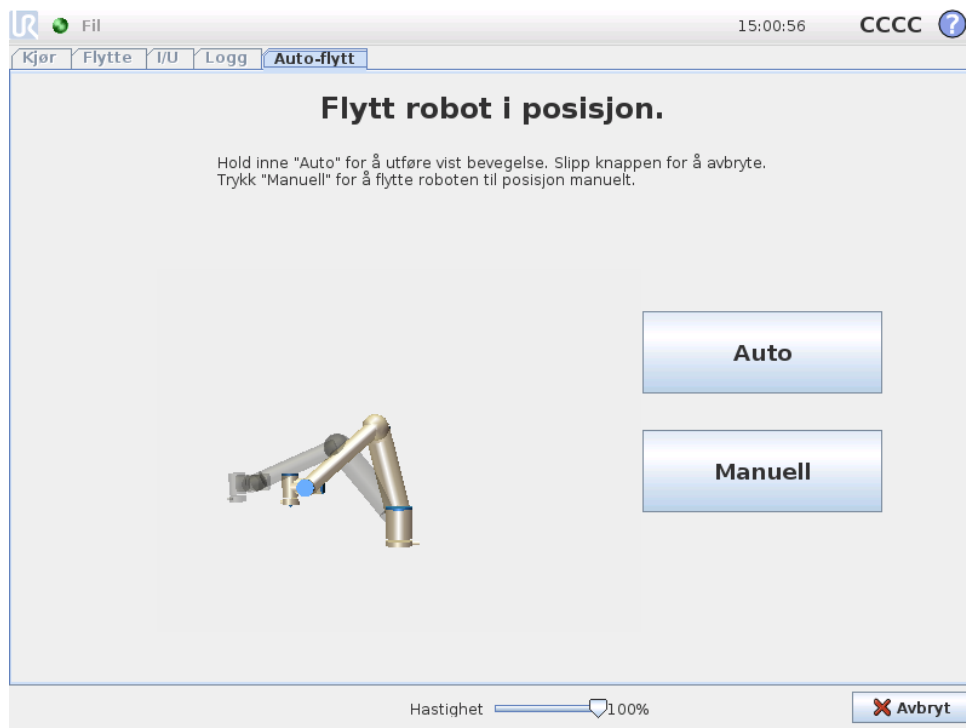 UR Fil 15:00:56 CCCC ?
Kjør Flytte I/U Logg Auto-flytt
Flytt robot i posisjon.
Hold inne "Auto" for å utføre vist bevegelse. Slipp knappen for å avbryte.
Trykk "Manuell" for å flytte roboten til posisjon manuelt.
Auto
Manuell
Hastighet 100% Avbryt